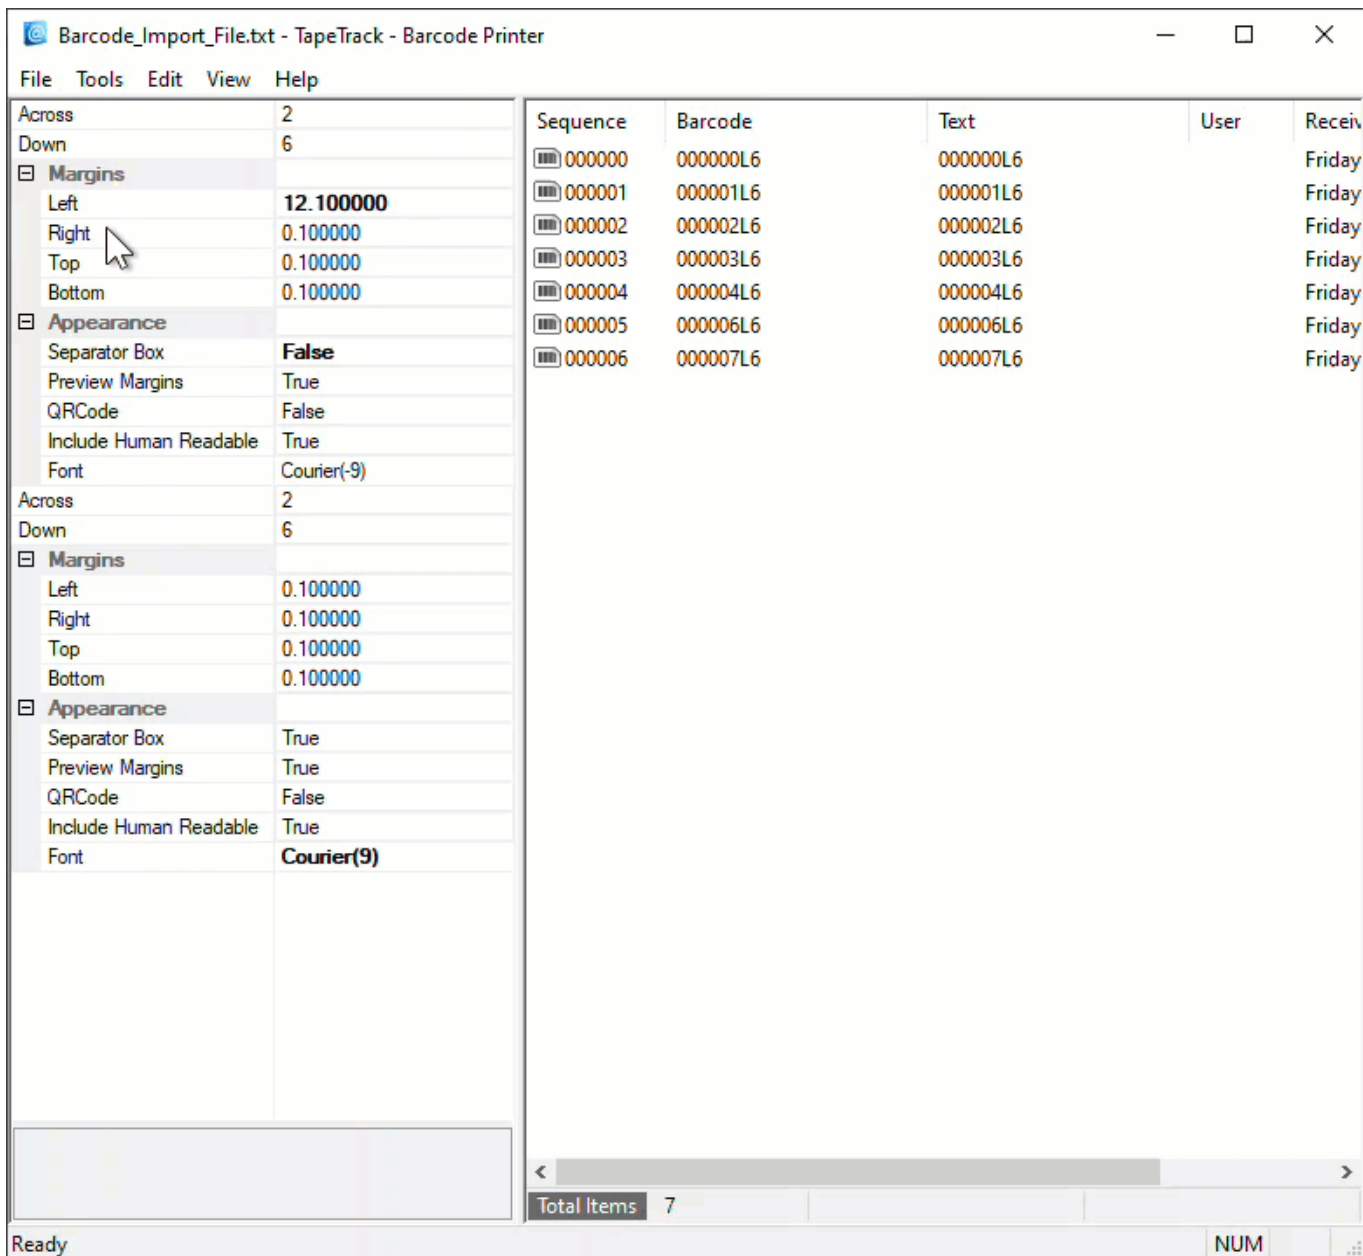 Barcode_Import_File.txt - TapeTrack - Barcode Printer
File Tools Edit View Help
Across 2
Down 6
Margins
Left 12.100000
Right 0.100000
Top 0.100000
Bottom 0.100000
Appearance
Separator Box False
Preview Margins True
QRCode False
Include Human Readable True
Font Courier(-9)
Across 2
Down 6
Margins
Left 0.100000
Right 0.100000
Top 0.100000
Bottom 0.100000
Appearance
Separator Box True
Preview Margins True
QRCode False
Include Human Readable True
Font Courier(9)
Sequence Barcode Text User Receiv
000000 000000L6 000000L6 Friday
000001 000001L6 000001L6 Friday
000002 000002L6 000002L6 Friday
000003 000003L6 000003L6 Friday
000004 000004L6 000004L6 Friday
000005 000006L6 000006L6 Friday
000006 000007L6 000007L6 Friday
Total Items 7
Ready NUM